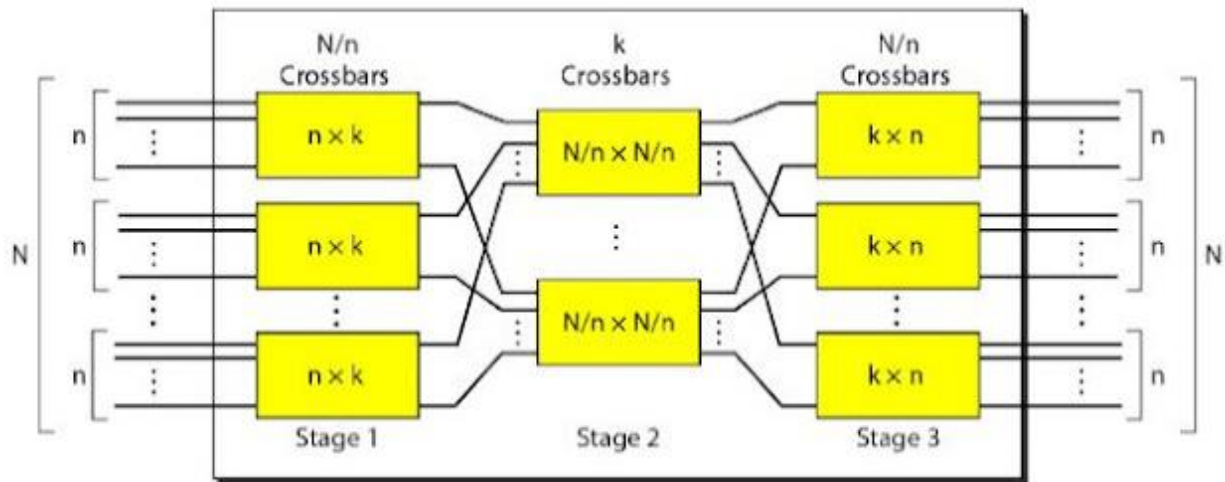 N/n
Crossbars
k
Crossbars
N/n
Crossbars
N
n
n × k
N/n × N/n
k × n
n
n
n × k
k × n
n
N
n
n × k
N/n × N/n
k × n
n
Stage 1
Stage 2
Stage 3